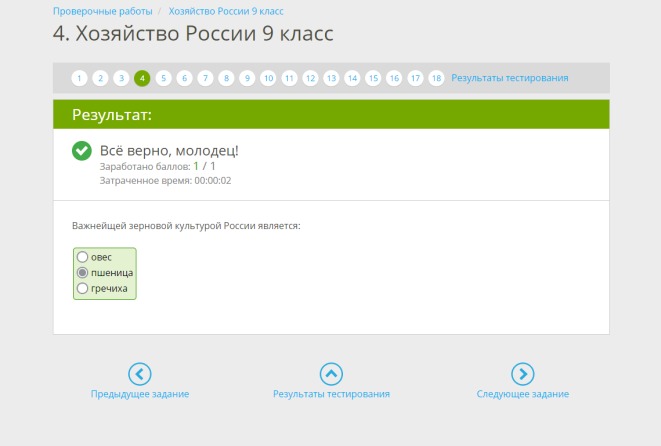 Проверочные работы / Хозяйство России 9 класс
4. Хозяйство России 9 класс
1 2 3 4 5 6 7 8 9 10 11 12 13 14 15 16 17 18 Результаты тестирования
Результат:
Всё верно, молодец!
Заработано баллов: 1 / 1
Затраченное время: 00:00:02
Важнейщей зерновой культурой России является:
овес
пшеница
гречиха
Предыдущее задание Результаты тестирования Следующее задание